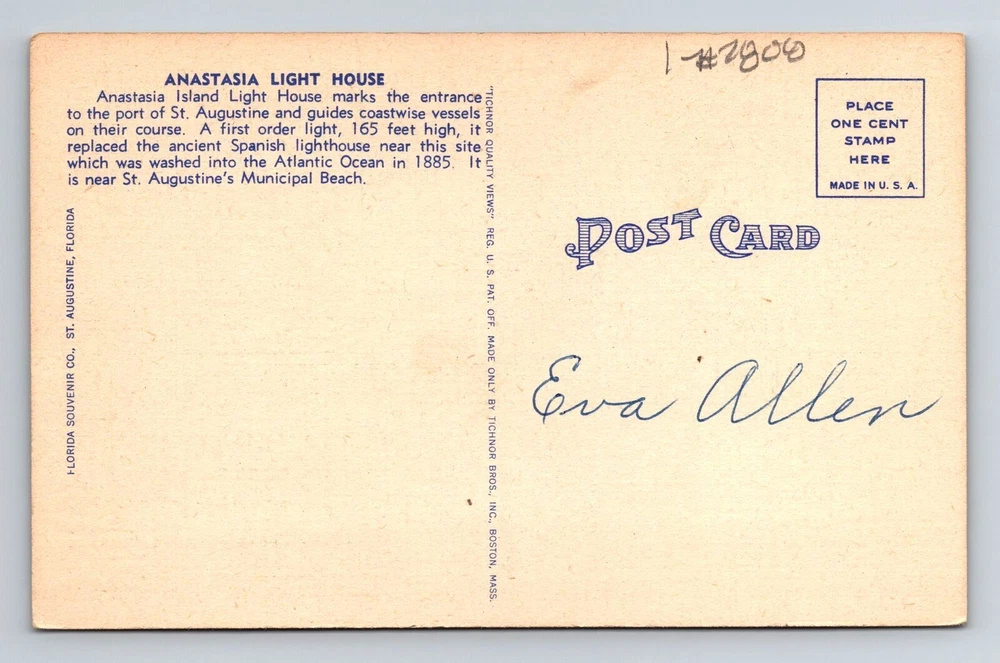 1 #2800
ANASTASIA LIGHT HOUSE
Anastasia Island Light House marks the entrance
to the port of St. Augustine and guides coastwise vessels
on their course. A first order light, 165 feet high, it
replaced the ancient Spanish lighthouse near this site
which was washed into the Atlantic Ocean in 1885. It
is near St. Augustine's Municipal Beach.
FLORIDA SOUVENIR CO., ST. AUGUSTINE, FLORIDA
"TICHNOR QUALITY VIEWS" REG. U. S. PAT. OFF. MADE ONLY BY TICHNOR BROS., INC., BOSTON, MASS.
PLACE
ONE CENT
STAMP
HERE
MADE IN U. S. A.
POST CARD
Eva Allen